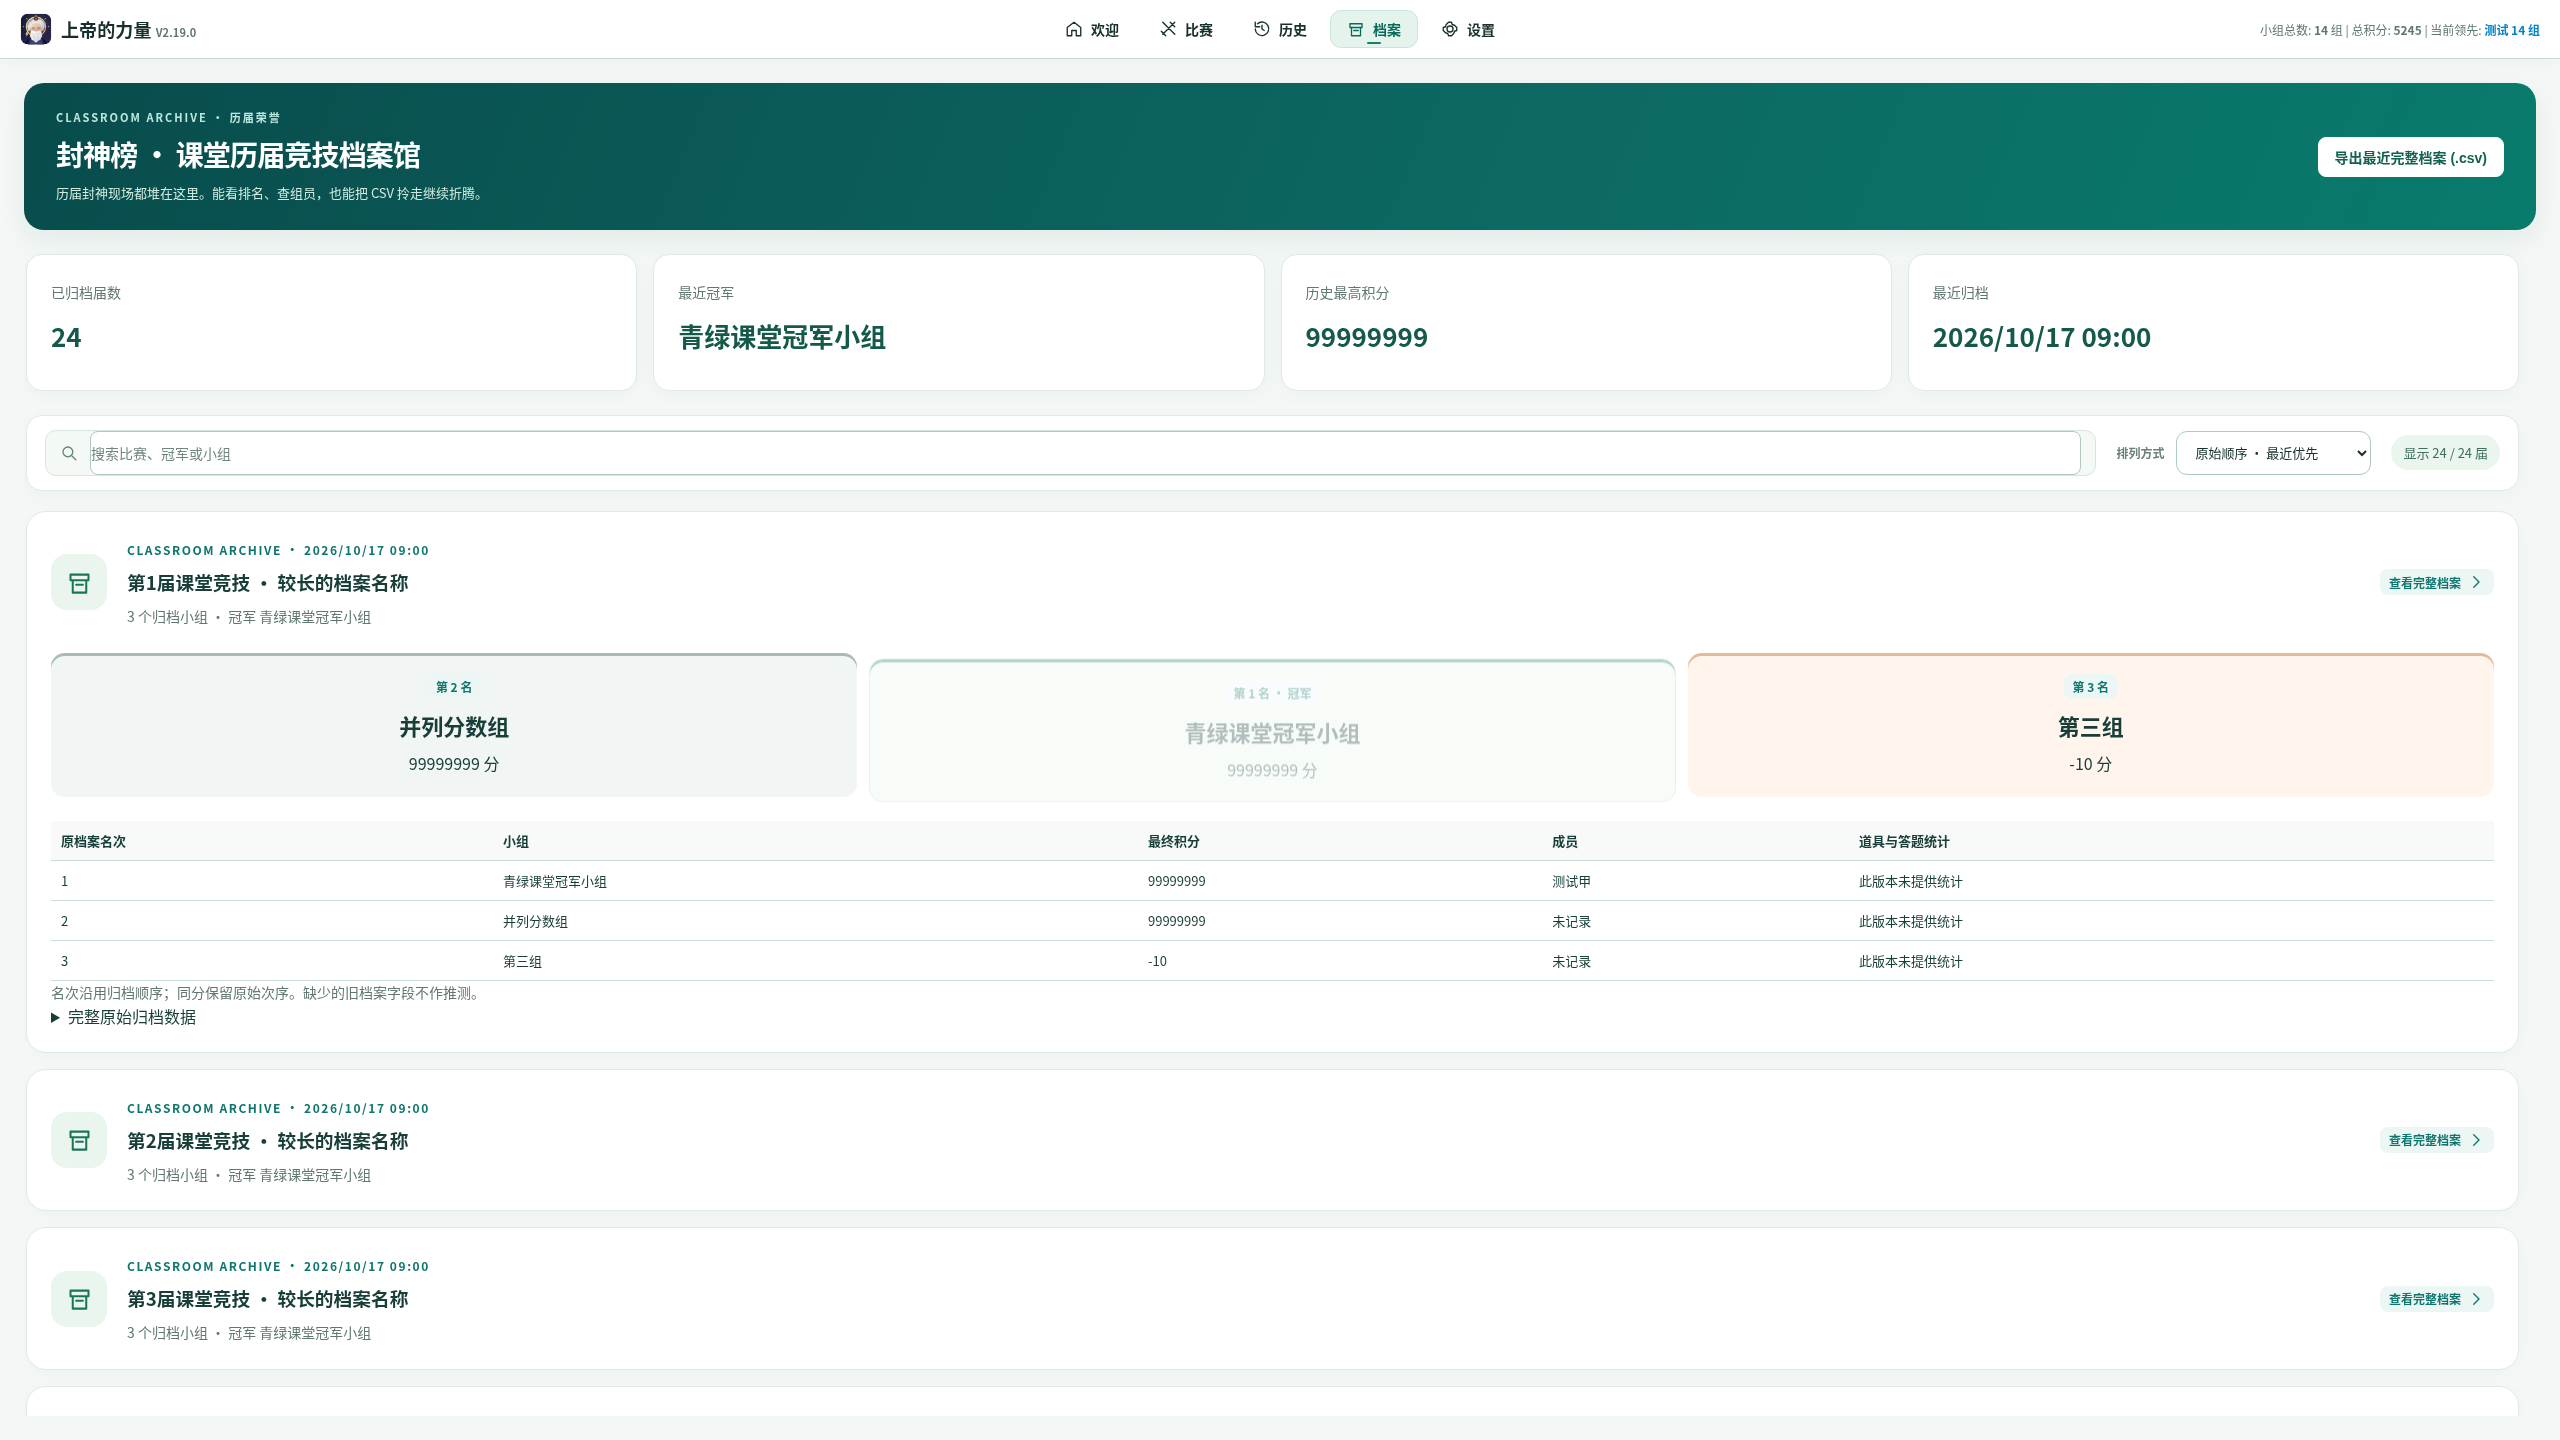 上帝的力量 V2.19.0
欢迎 比赛 历史 档案 设置
小组总数: 14 组 | 总积分: 5245 | 当前领先: 测试 14 组
CLASSROOM ARCHIVE · 历届荣誉
封神榜 · 课堂历届竞技档案馆
历届封神现场都堆在这里。能看排名、查组员，也能把 CSV 拎走继续折腾。
导出最近完整档案 (.csv)
已归档届数
24
最近冠军
青绿课堂冠军小组
历史最高积分
99999999
最近归档
2026/10/17 09:00
搜索比赛、冠军或小组
排列方式 原始顺序 · 最近优先 显示 24 / 24 届
CLASSROOM ARCHIVE · 2026/10/17 09:00
第1届课堂竞技 · 较长的档案名称
3 个归档小组 · 冠军 青绿课堂冠军小组
查看完整档案
第 2 名
并列分数组
99999999 分
第 1 名 · 冠军
青绿课堂冠军小组
99999999 分
第 3 名
第三组
-10 分
原档案名次 小组 最终积分 成员 道具与答题统计
1 青绿课堂冠军小组 99999999 测试甲 此版本未提供统计
2 并列分数组 99999999 未记录 此版本未提供统计
3 第三组 -10 未记录 此版本未提供统计
名次沿用归档顺序；同分保留原始次序。缺少的旧档案字段不作推测。
完整原始归档数据
CLASSROOM ARCHIVE · 2026/10/17 09:00
第2届课堂竞技 · 较长的档案名称
3 个归档小组 · 冠军 青绿课堂冠军小组
查看完整档案
CLASSROOM ARCHIVE · 2026/10/17 09:00
第3届课堂竞技 · 较长的档案名称
3 个归档小组 · 冠军 青绿课堂冠军小组
查看完整档案